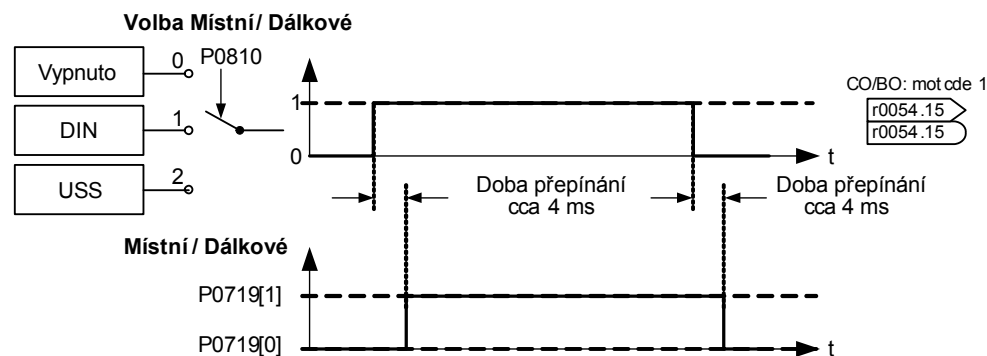 Volba Místní / Dálkové
Vypnuto
0
P0810
DIN
1
USS
2
1
0
t
CO/BO: mot cde 1
r0054 .15
r0054 .15
Doba přepínání
cca 4 ms
Doba přepínání
cca 4 ms
Místní / Dálkové
P0719[1]
P0719[0]
t